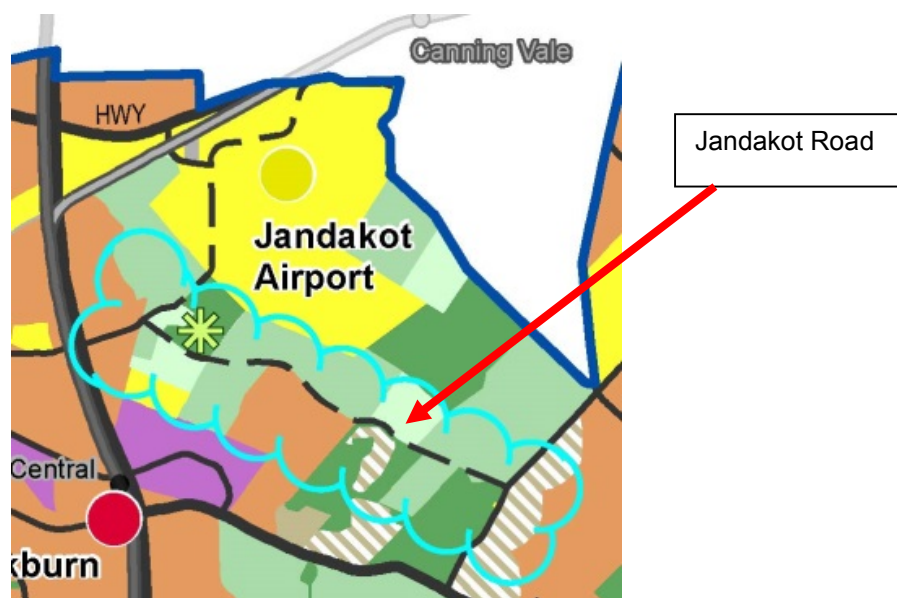 Canning Vale
HWY
Jandakot Road
Jandakot
Airport
Central
kburn